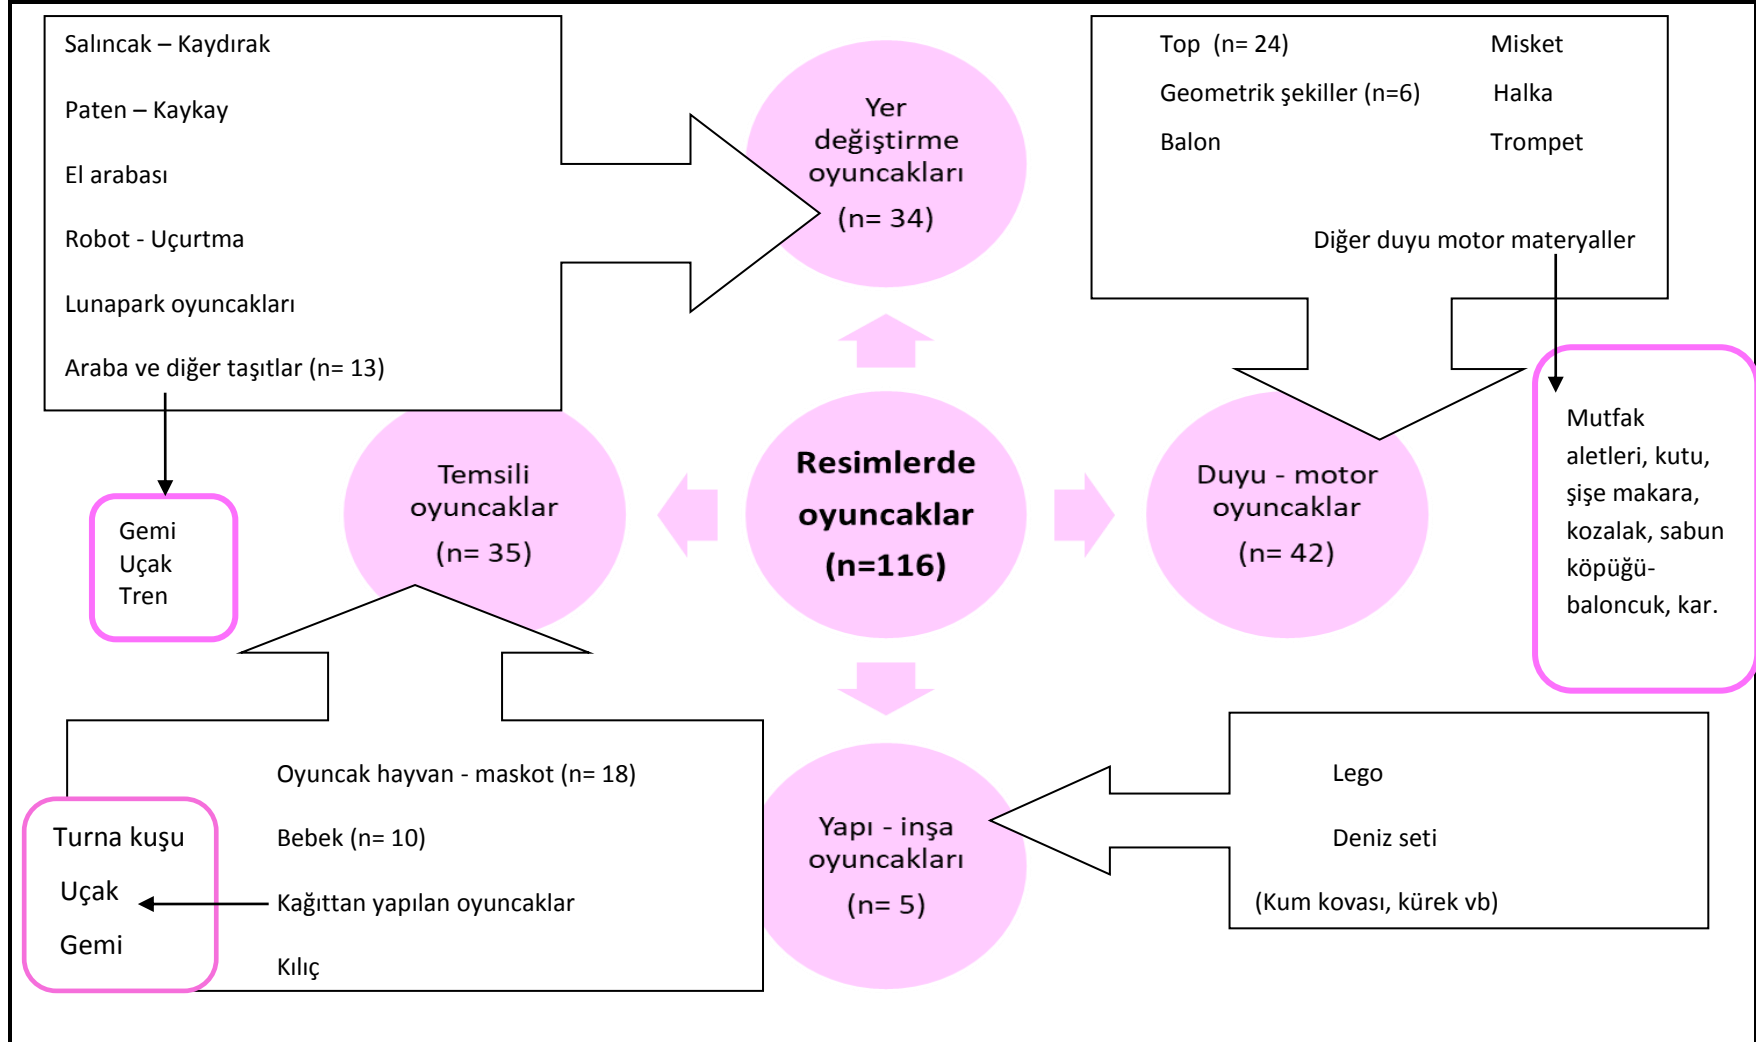 Salıncak – Kaydırak
Paten – Kaykay
El arabası
Robot - Uçurtma
Lunapark oyuncakları
Araba ve diğer taşıtlar (n= 13)
Gemi
Uçak
Tren
Yer
değiştirme
oyuncakları
(n= 34)
Top (n= 24)
Misket
Geometrik şekiller (n=6)
Halka
Balon
Trompet
Diğer duyu motor materyaller
Mutfak
aletleri, kutu,
şişe makara,
kozalak, sabun
köpüğü-
baloncuk, kar.
Temsili
oyuncaklar
(n= 35)
Resimlerde
oyuncaklar
(n=116)
Duyu - motor
oyuncaklar
(n= 42)
Oyuncak hayvan - maskot (n= 18)
Bebek (n= 10)
Kağıttan yapılan oyuncaklar
Kılıç
Turna kuşu
Uçak
Gemi
Yapı - inşa
oyuncakları
(n= 5)
Lego
Deniz seti
(Kum kovası, kürek vb)